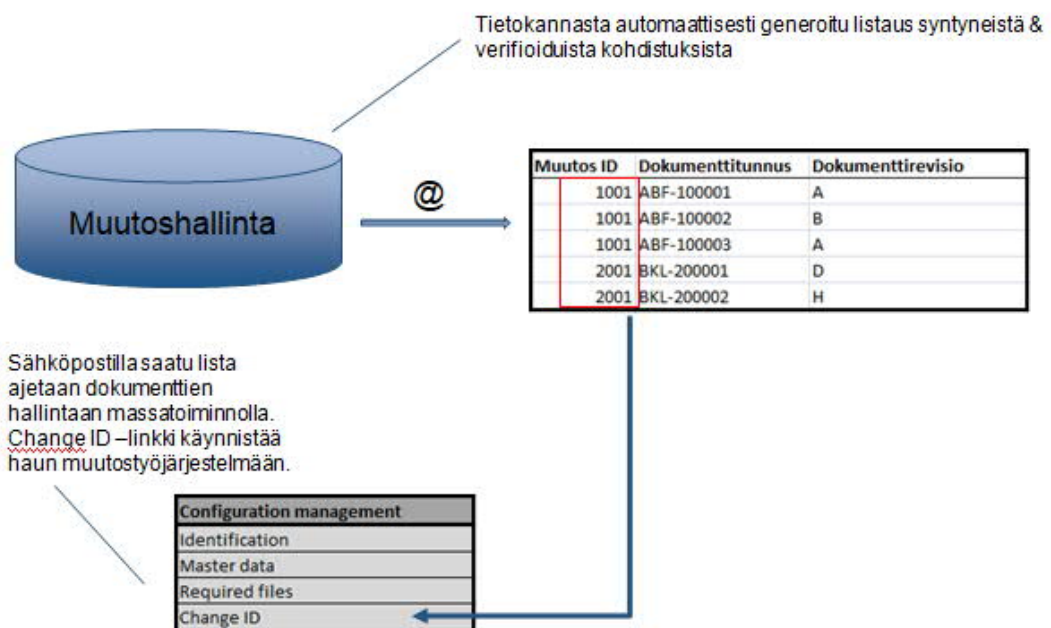 Tietokannasta automaattisesti generoitu listaus syntyneistä &
verifioiduista kohdistuksista
Muutoshallinta
@
Muutos ID Dokumenttitunnus Dokumenttirevisio
1001 ABF-100001 A
1001 ABF-100002 B
1001 ABF-100003 A
2001 BKL-200001 D
2001 BKL-200002 H
Sähköpostilla saatu lista
ajetaan dokumenttien
hallintaan massatoiminnolla.
Change ID –linkki käynnistää
haun muutostyöjärjestelmään.
Configuration management
Identification
Master data
Required files
Change ID